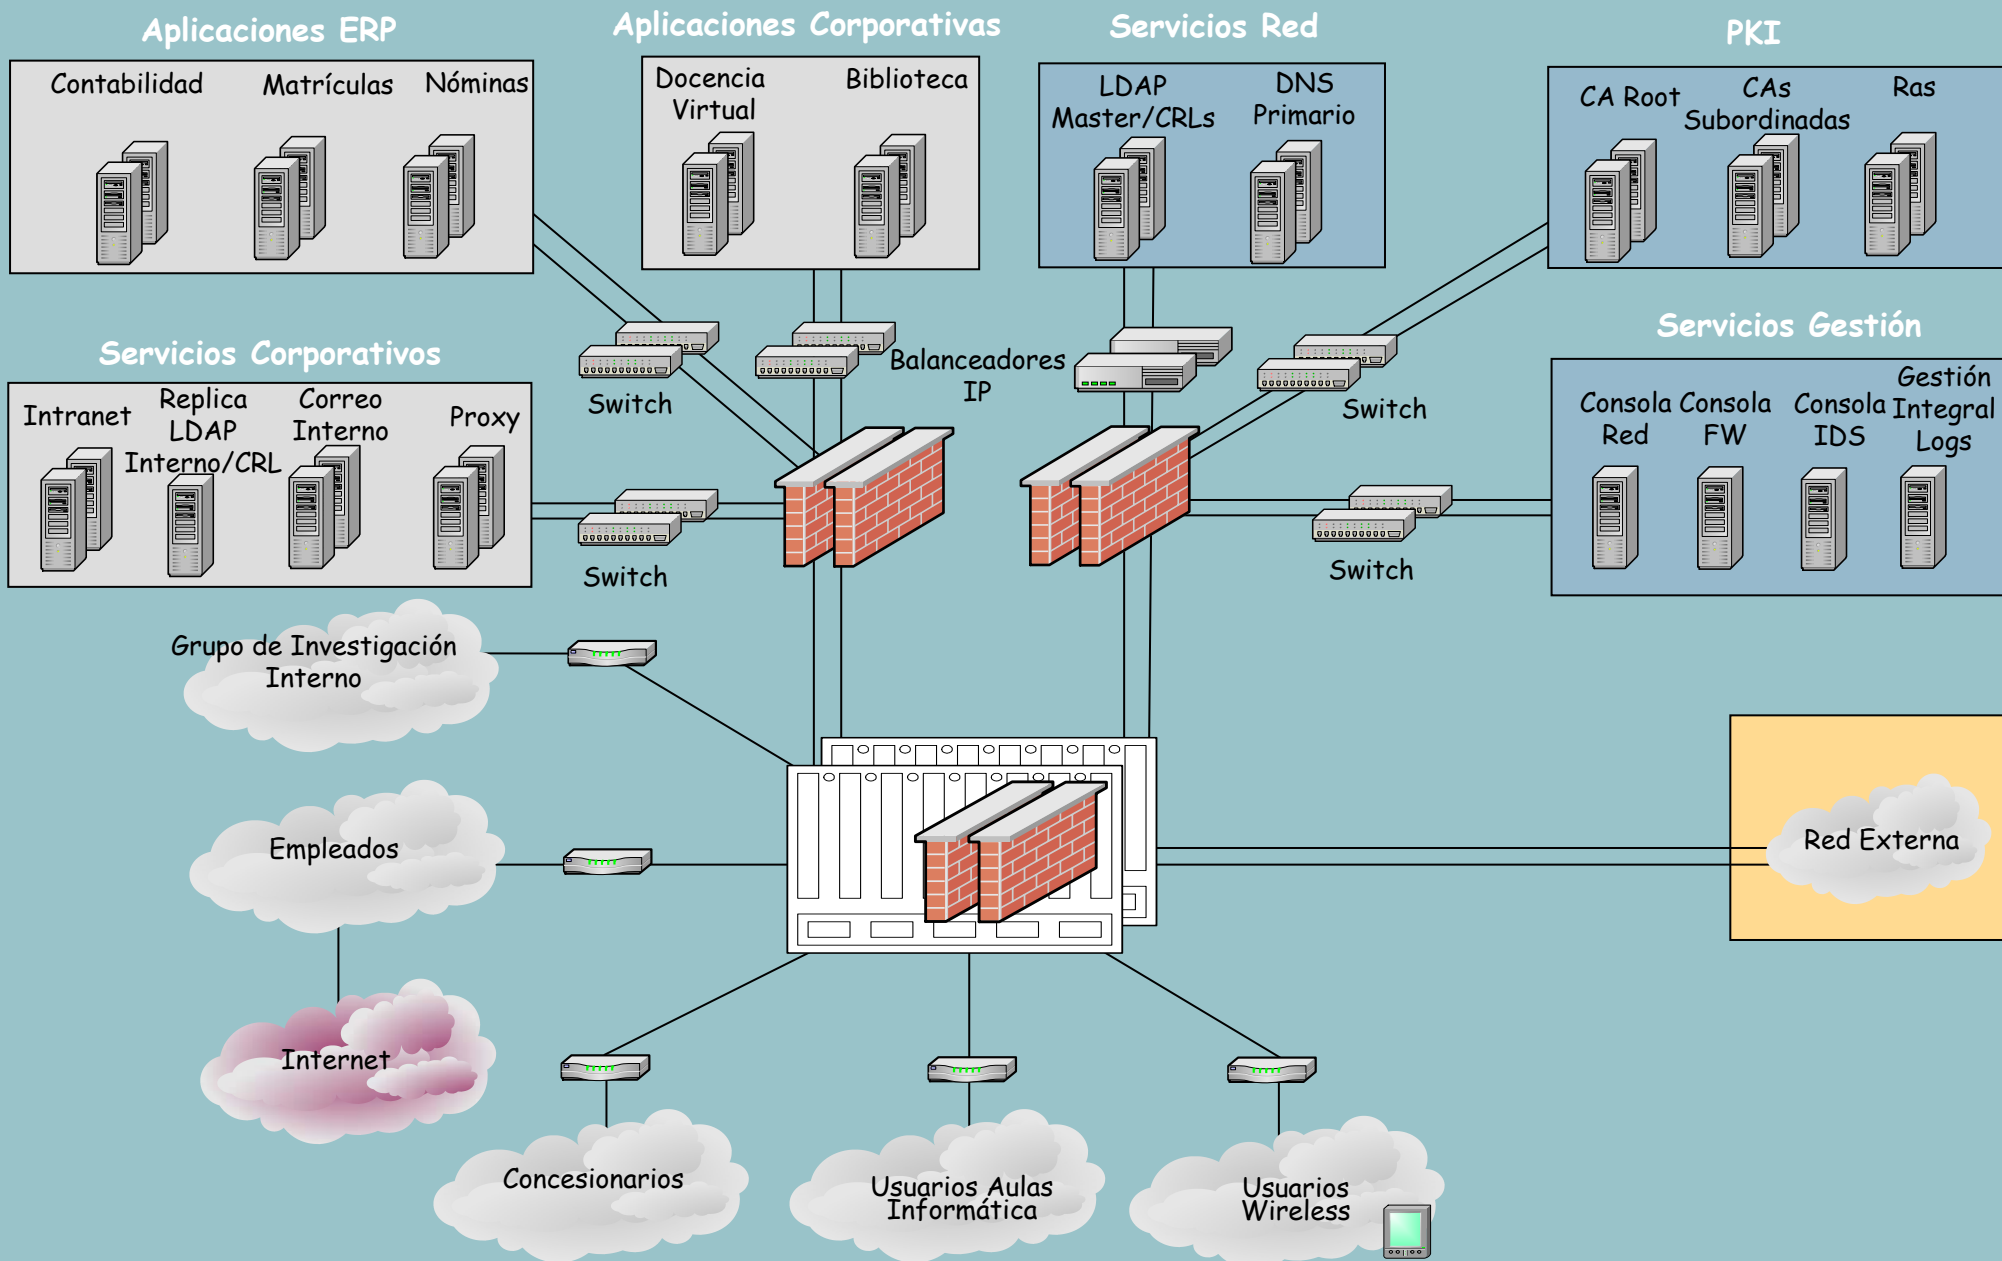 Aplicaciones ERP
Contabilidad
Matrículas
Nóminas
Aplicaciones Corporativas
Docencia
Virtual
Biblioteca
Servicios Red
LDAP
Master/CRLs
DNS
Primario
PKI
CA Root
CAs
Subordinadas
Ras
Servicios Corporativos
Intranet
Replica
LDAP
Interno/CRL
Correo
Interno
Proxy
Switch
Switch
Balanceadores
IP
Switch
Switch
Servicios Gestión
Consola
Red
Consola
FW
Consola
IDS
Gestión
Integral
Logs
Grupo de Investigación
Interno
Empleados
Internet
Red Externa
Concesionarios
Usuarios Aulas
Informática
Usuarios
Wireless